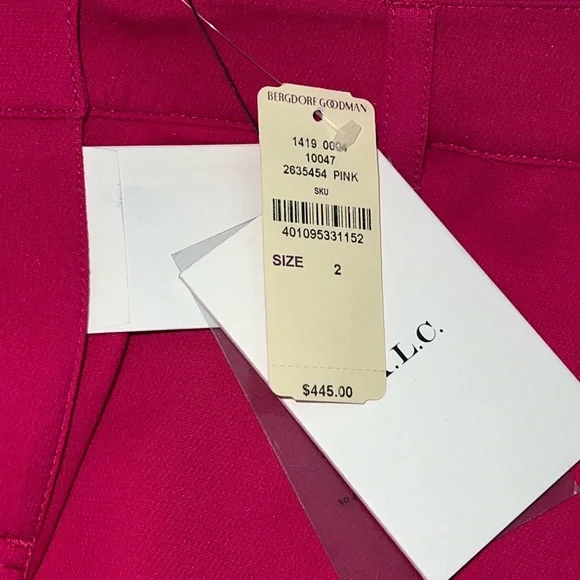 BERGDORF GOODMAN
1419 0004
10047
2635454 PINK
SKU
401095331152
SIZE 2
$445.00
.L.C.